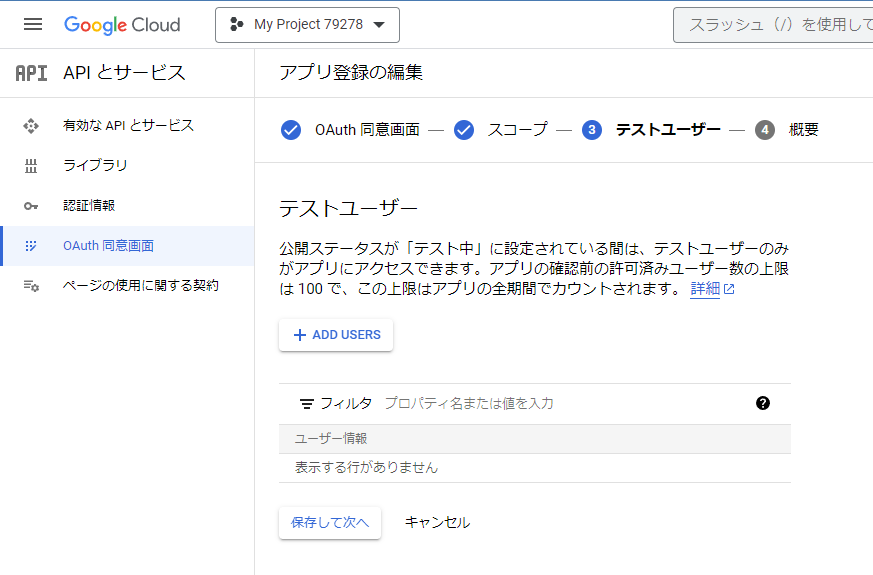 Google Cloud
My Project 79278
スラッシュ（/）を使用して
API API とサービス
アプリ登録の編集
有効な API とサービス
ライブラリ
認証情報
OAuth 同意画面
ページの使用に関する契約
OAuth 同意画面 — スコープ — 3 テストユーザー — 4 概要
テストユーザー
公開ステータスが「テスト中」に設定されている間は、テストユーザーのみ
がアプリにアクセスできます。アプリの確認前の許可済みユーザー数の上限
は 100 で、この上限はアプリの全期間でカウントされます。 詳細
+ ADD USERS
フィルタ プロパティ名または値を入力 ?
ユーザー情報
表示する行がありません
保存して次へ キャンセル